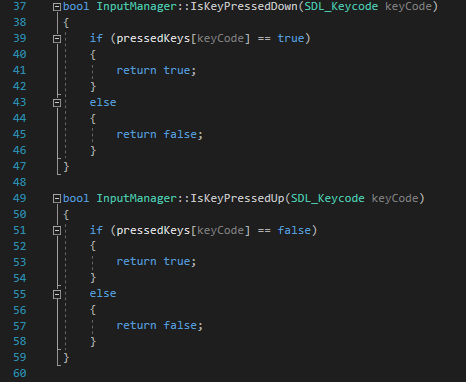 37 bool InputManager::IsKeyPressedDown(SDL_Keycode keyCode)
38 {
39     if (pressedKeys[keyCode] == true)
40     {
41         return true;
42     }
43     else
44     {
45         return false;
46     }
47 }
48
49 bool InputManager::IsKeyPressedUp(SDL_Keycode keyCode)
50 {
51     if (pressedKeys[keyCode] == false)
52     {
53         return true;
54     }
55     else
56     {
57         return false;
58     }
59 }
60